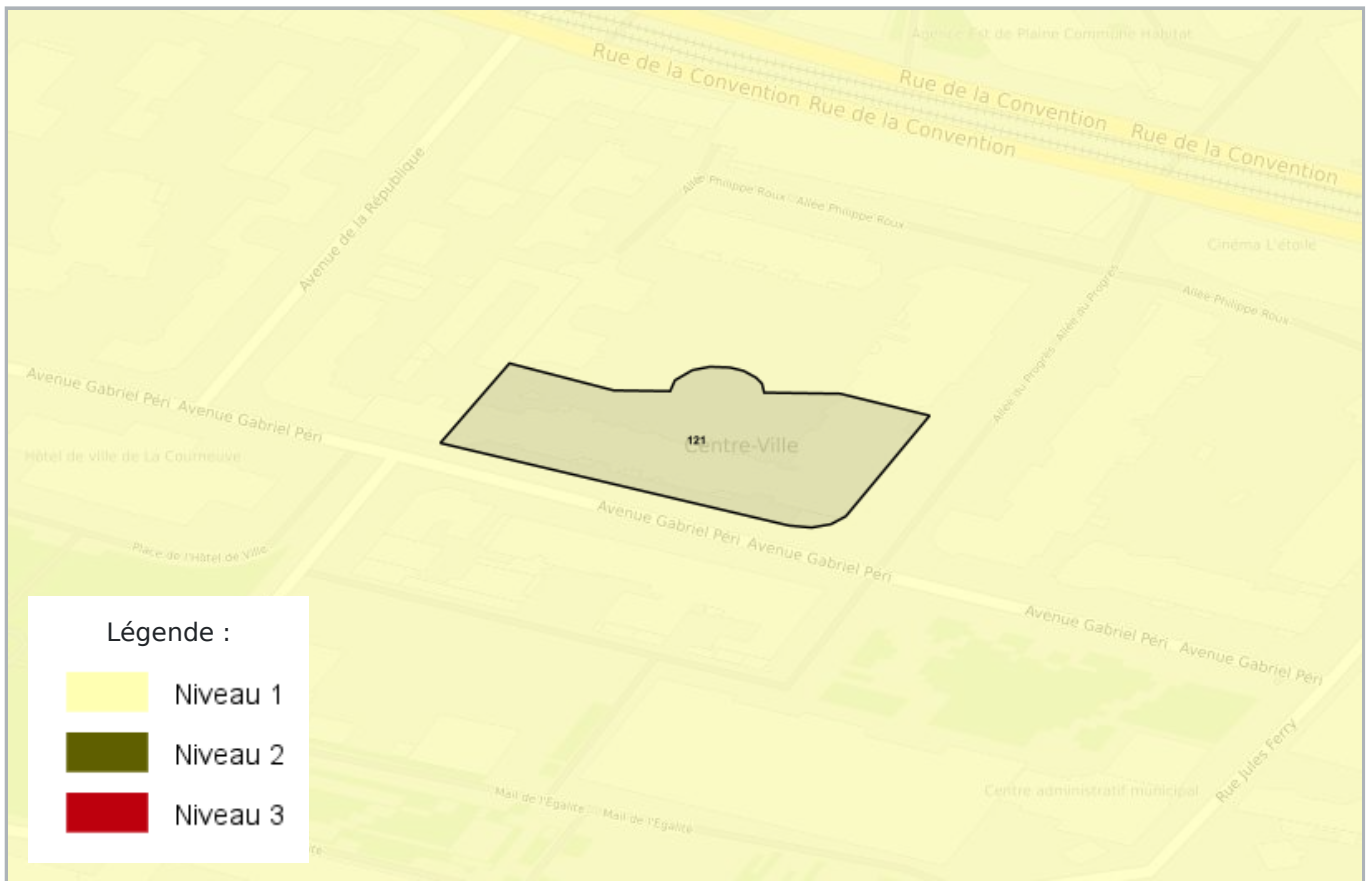 Agence Est de Plaine Commune Habitat
Rue de la Convention
Rue de la Convention
Rue de la Convention
Rue de la Convention
Avenue de la République
Allée Philippe Roux
Allée Philippe Roux
Cinéma L'étoile
Allée Philippe Roux
Allée du Progrès
Allée du Progrès
Avenue Gabriel Péri
Avenue Gabriel Péri
121
Centre-Ville
Hôtel de ville de La Courneuve
Avenue Gabriel Péri
Avenue Gabriel Péri
Place de l'Hôtel de Ville
Avenue Gabriel Péri
Avenue Gabriel Péri
Légende :
Niveau 1
Niveau 2
Niveau 3
Rue Jules Ferry
Centre administratif municipal
Mail de l'Égalité
Mail de l'Égalité